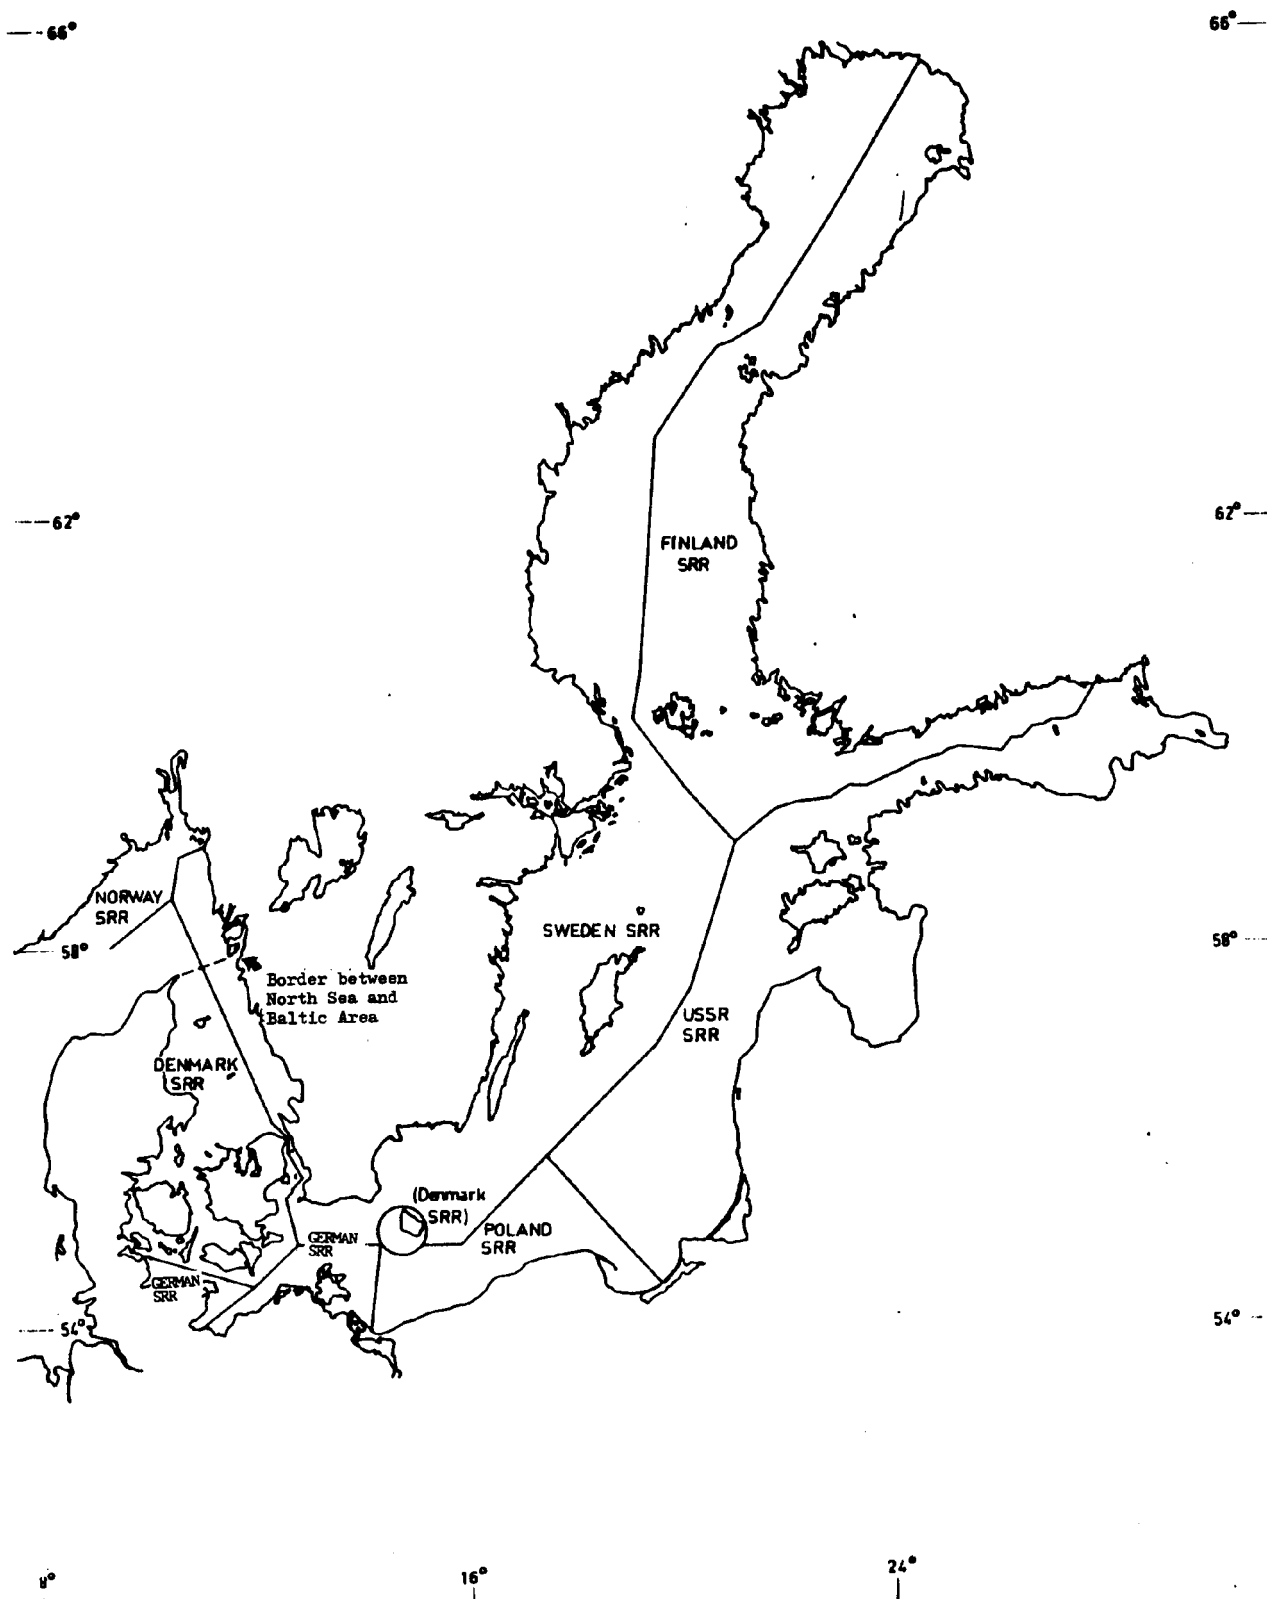 66°
66°
62°
62°
FINLAND
SRR
NORWAY
SRR
SWEDEN SRR
58°
58°
Border between
North Sea and
Baltic Area
USSR
SRR
DENMARK
SRR
(Denmark
SRR)
POLAND
SRR
GERMAN
SRR
GERMAN
SRR
54°
54°
8°
16°
24°